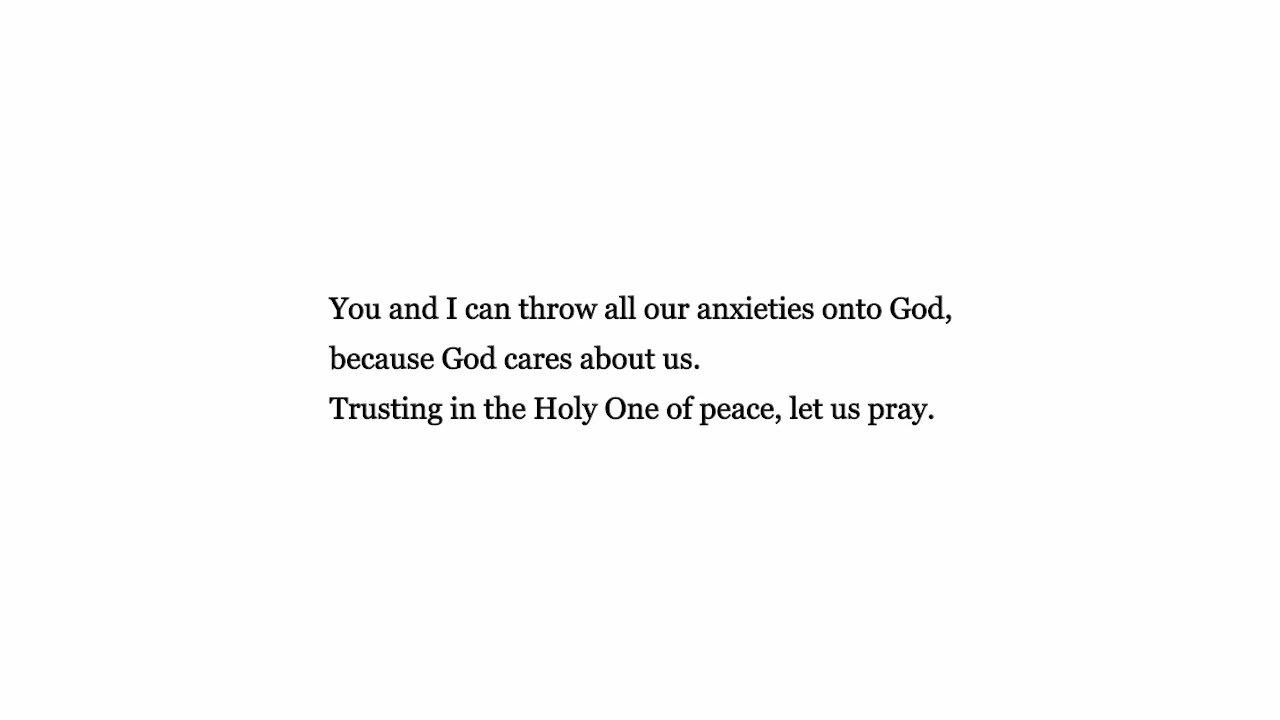 You and I can throw all our anxieties onto God,
because God cares about us.
Trusting in the Holy One of peace, let us pray.